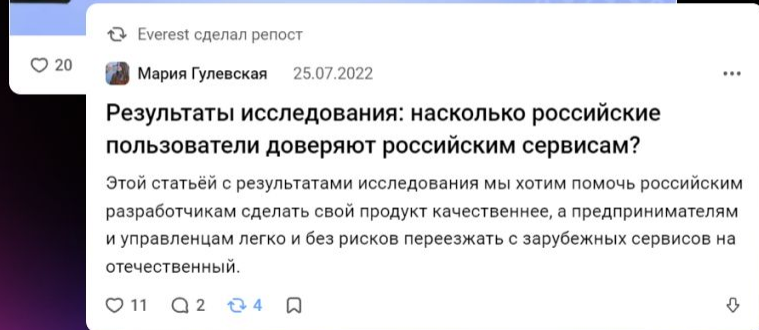 20
Everest сделал репост
Мария Гулевская 25.07.2022
Результаты исследования: насколько российские
пользователи доверяют российским сервисам?
Этой статьёй с результатами исследования мы хотим помочь российским
разработчикам сделать свой продукт качественнее, а предпринимателям
и управленцам легко и без рисков переезжать с зарубежных сервисов на
отечественный.
11 2 4